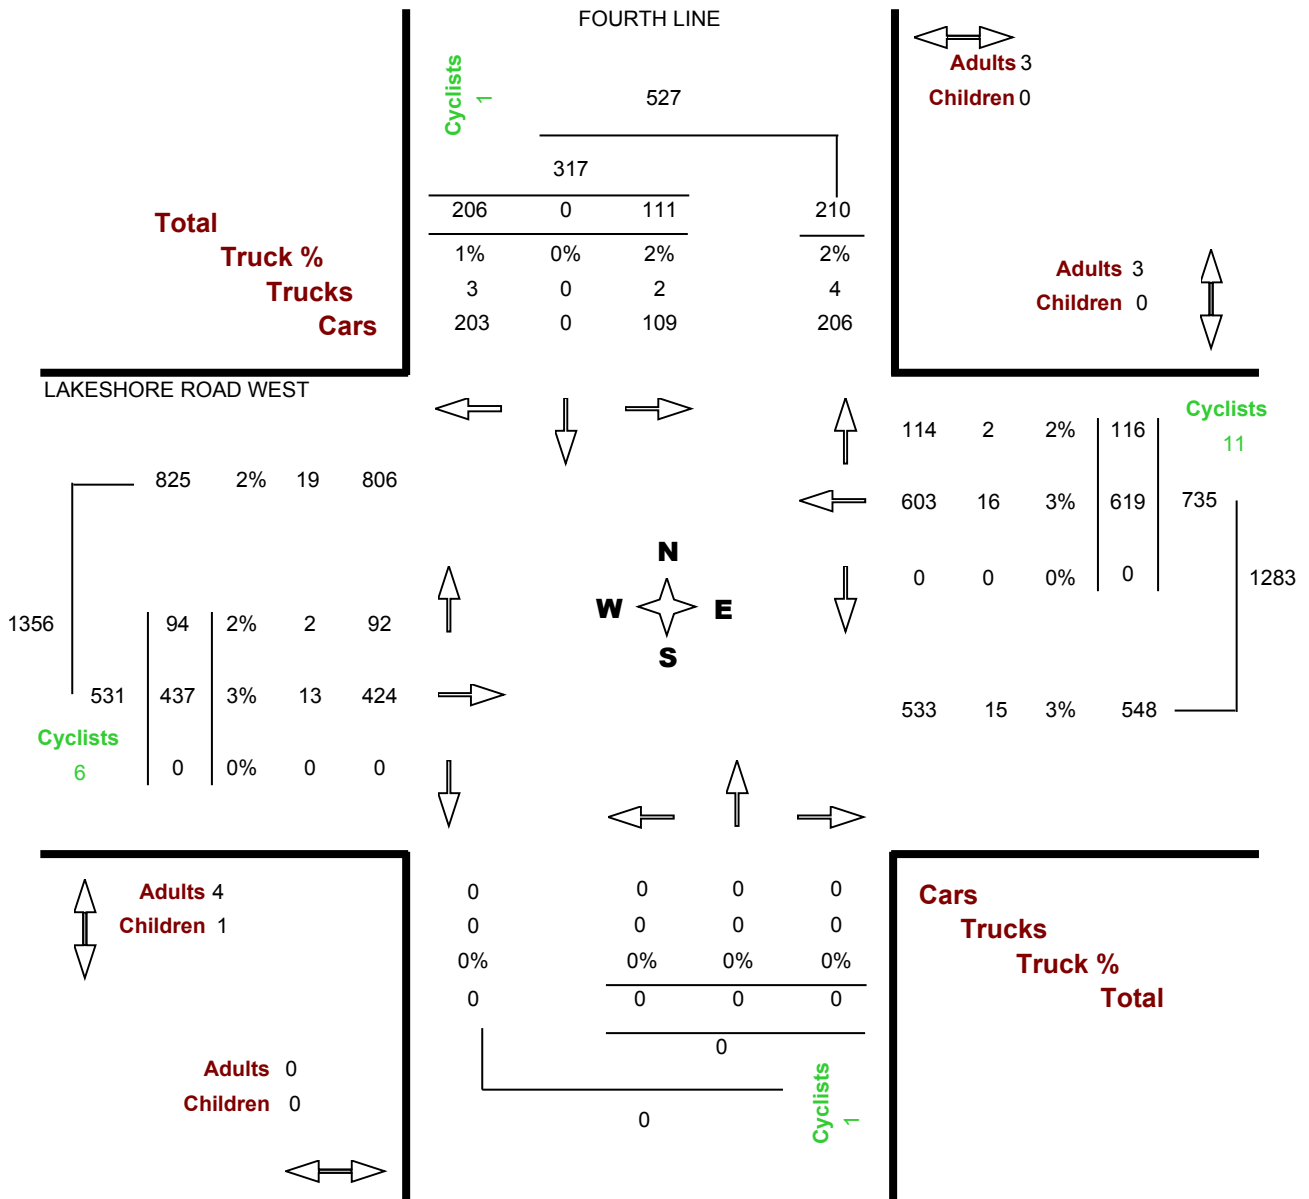 FOURTH LINE
Cyclists
1
527
Adults 3
Children 0
317
206 0 111 210
Total
1% 0% 2% 2%
Truck %
3 0 2 4
Trucks
203 0 109 206
Cars
Adults 3
Children 0
LAKESHORE ROAD WEST
Cyclists
11
114 2 2% 116
825 2% 19 806
603 16 3% 619 735
N
W E
S
0 0 0% 0
1283
1356
94 2% 2 92
531 437 3% 13 424
533 15 3% 548
Cyclists
6
0 0% 0 0
Adults 4
Children 1
0 0 0 0
0 0 0 0
0% 0% 0% 0%
0 0 0 0
Cars
Trucks
Truck %
Total
0
Adults 0
Children 0
0
Cyclists
1